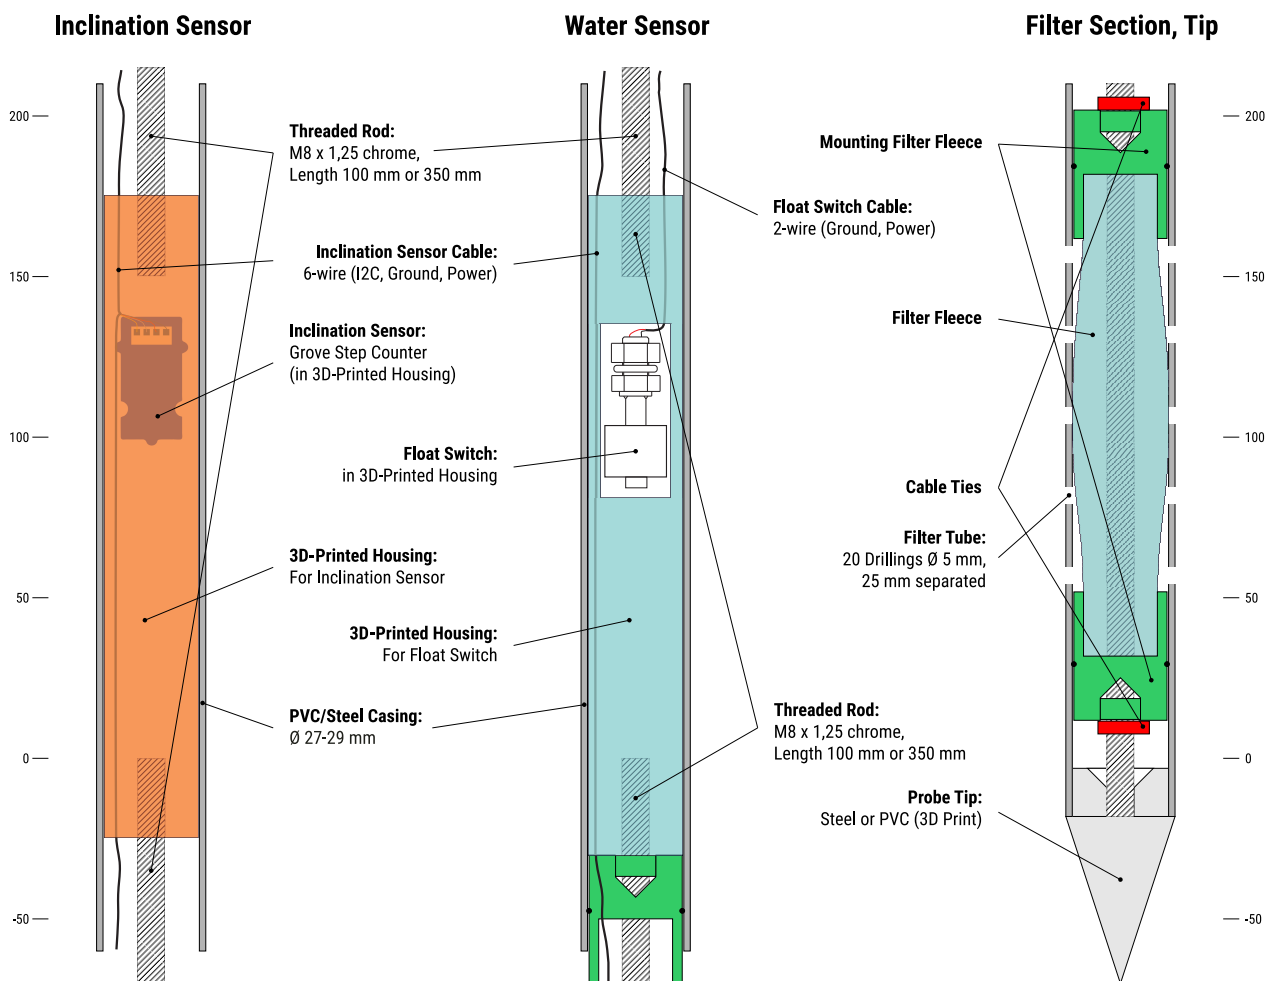 Inclination Sensor
Water Sensor
Filter Section, Tip
200
150
100
50
0
-50
Threaded Rod:
M8 x 1,25 chrome,
Length 100 mm or 350 mm
Inclination Sensor Cable:
6-wire (I2C, Ground, Power)
Inclination Sensor:
Grove Step Counter
(in 3D-Printed Housing)
Float Switch:
in 3D-Printed Housing
3D-Printed Housing:
For Inclination Sensor
3D-Printed Housing:
For Float Switch
PVC/Steel Casing:
Ø 27-29 mm
Float Switch Cable:
2-wire (Ground, Power)
Threaded Rod:
M8 x 1,25 chrome,
Length 100 mm or 350 mm
Mounting Filter Fleece
Filter Fleece
Cable Ties
Filter Tube:
20 Drillings Ø 5 mm,
25 mm separated
Probe Tip:
Steel or PVC (3D Print)
200
150
100
50
0
-50